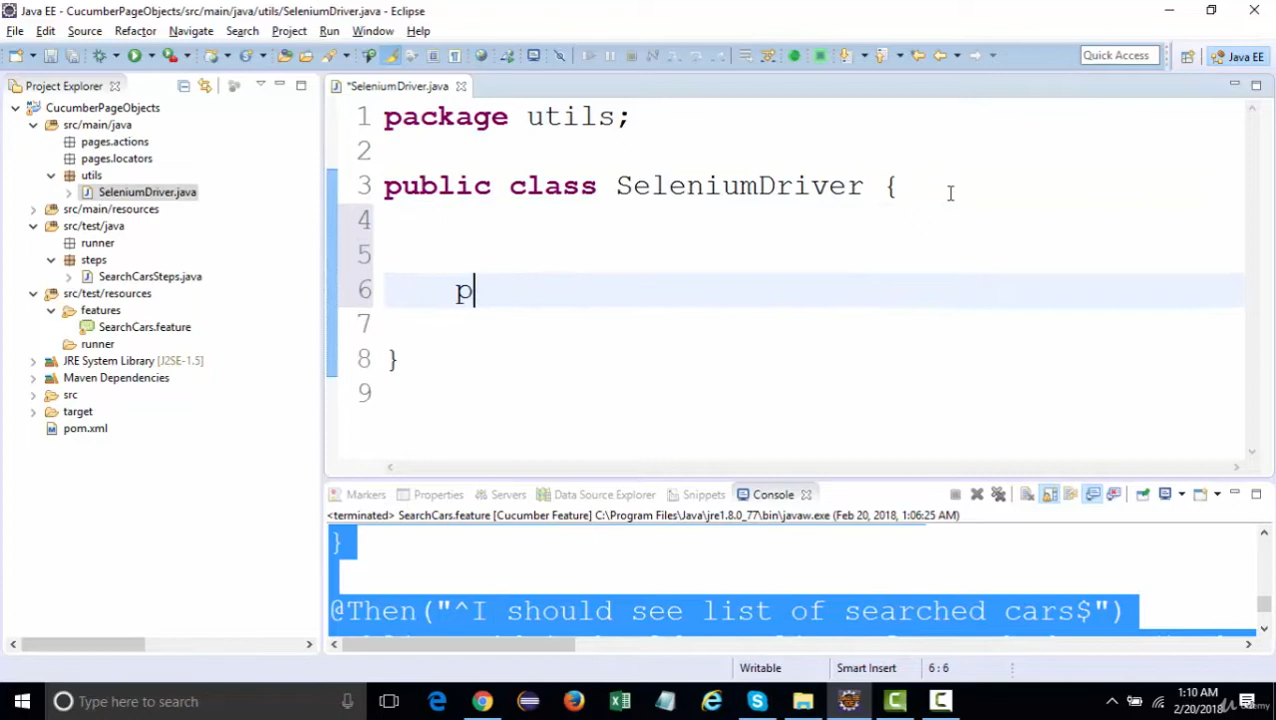 Java EE - CucumberPageObjects/src/main/java/utils/SeleniumDriver.java - Eclipse
File Edit Source Refactor Navigate Search Project Run Window Help
Quick Access
Java EE
Project Explorer
CucumberPageObjects
src/main/java
pages.actions
pages.locators
utils
SeleniumDriver.java
src/main/resources
src/test/java
runner
steps
SearchCarsSteps.java
src/test/resources
features
SearchCars.feature
runner
JRE System Library [J2SE-1.5]
Maven Dependencies
src
target
pom.xml
*SeleniumDriver.java
1 package utils;
2
3 public class SeleniumDriver {
4
5
6 p
7
8 }
9
Markers Properties Servers Data Source Explorer Snippets Console
<terminated> SearchCars.feature [Cucumber Feature] C:\Program Files\Java\jre1.8.0_77\bin\javaw.exe (Feb 20, 2018, 1:06:25 AM)
}
@Then("^I should see list of searched cars$")
Writable Smart Insert 6 : 6
Type here to search
1:10 AM
2/20/2018
Udemy